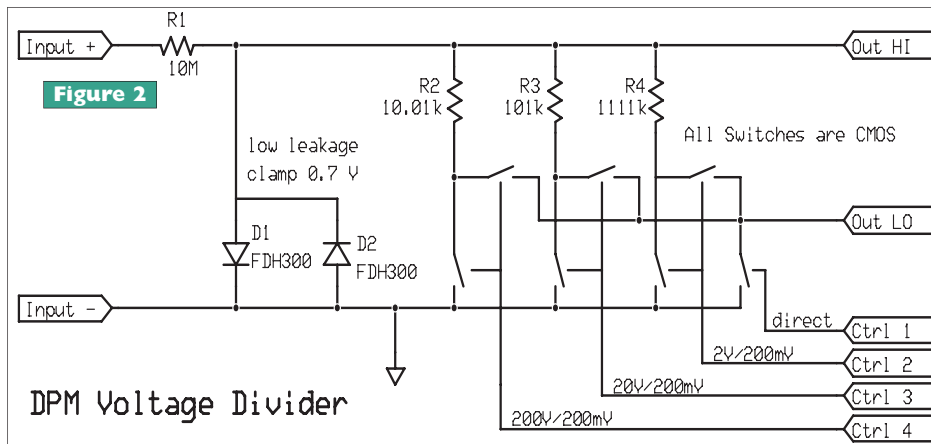 R1
Input +
Out HI
10M
Figure 2
R2
10.01k
R3
101k
R4
1111k
All Switches are CMOS
low leakage
clamp 0.7 V
Out LO
D1
FDH300
D2
FDH300
Input -
direct
Ctrl 1
2V/200mV
Ctrl 2
20V/200mV
Ctrl 3
200V/200mV
Ctrl 4
DPM Voltage Divider